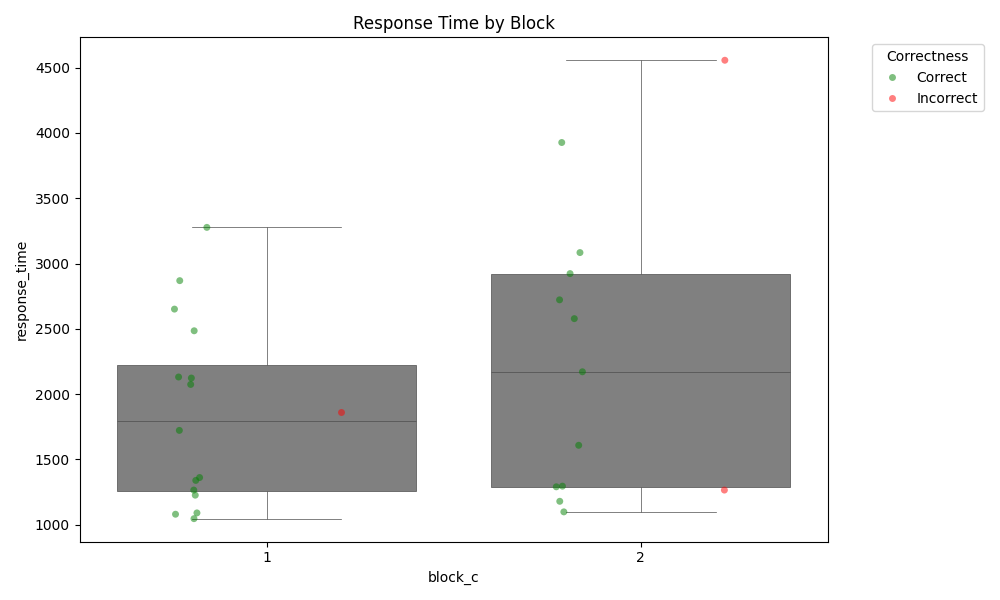 Response Time by Block
Correctness
Correct
Incorrect
response_time
4500
4000
3500
3000
2500
2000
1500
1000
1
2
block_c